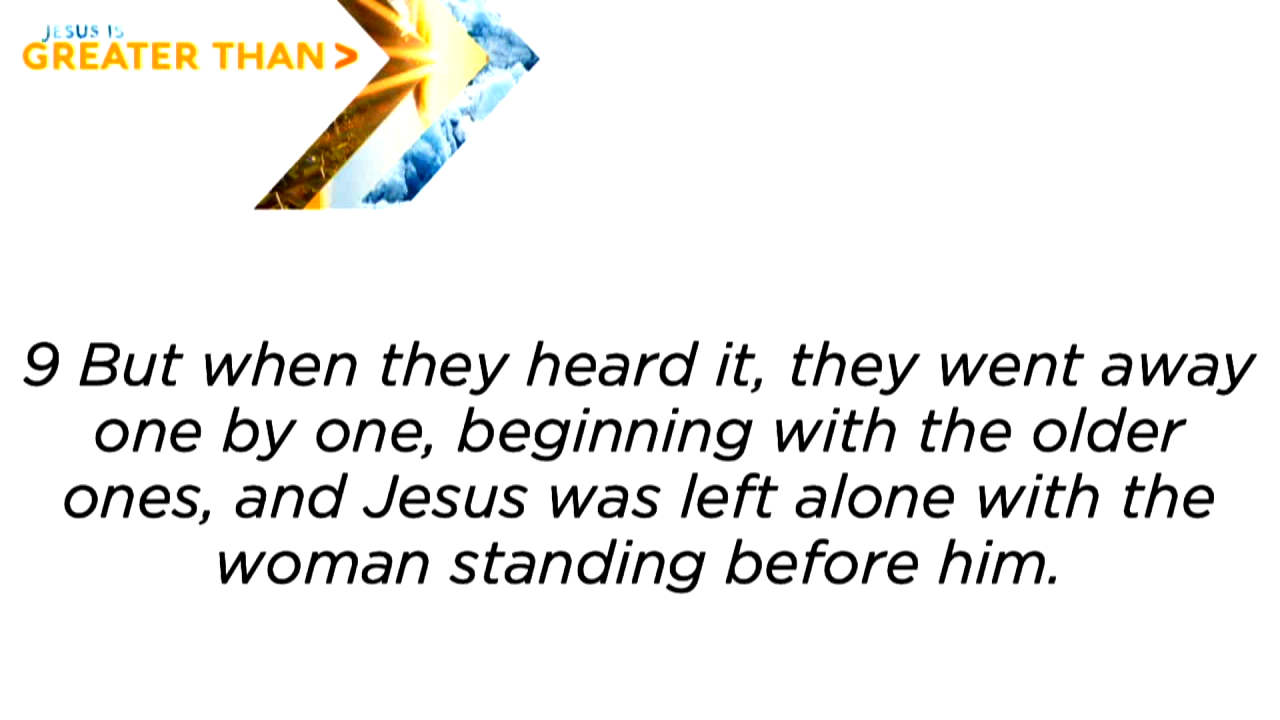 JESUS IS
GREATER THAN >
9 But when they heard it, they went away
one by one, beginning with the older
ones, and Jesus was left alone with the
woman standing before him.